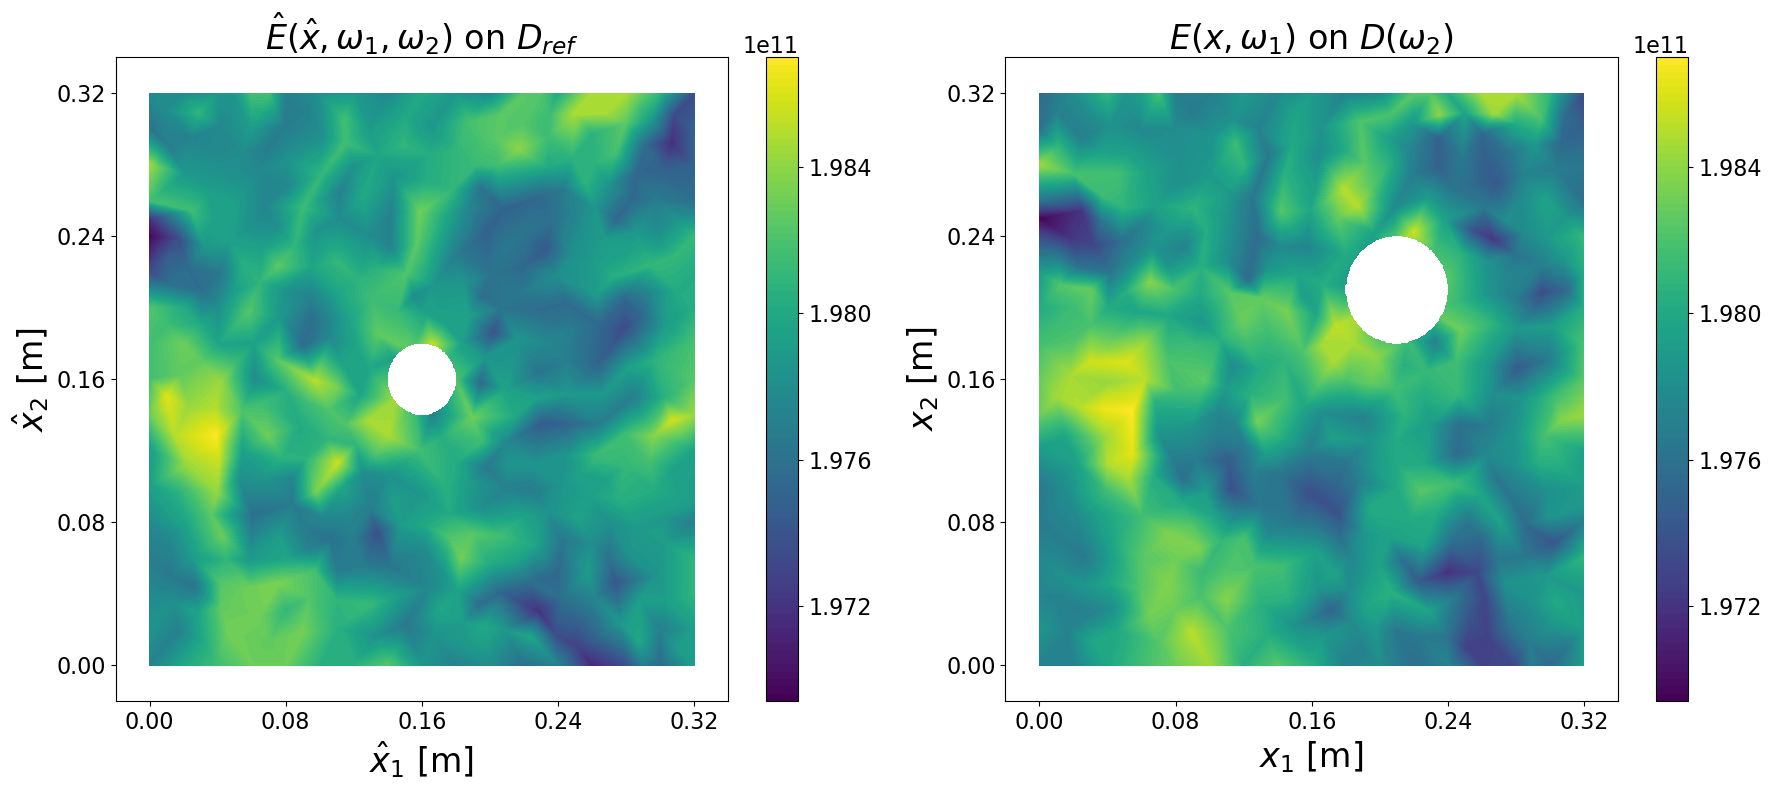 Ê(x̂, ω₁, ω₂) on D_ref
1e11
0.32
0.24
0.16
0.08
0.00
x̂₂ [m]
0.00 0.08 0.16 0.24 0.32
x̂₁ [m]
1.984
1.980
1.976
1.972
E(x, ω₁) on D(ω₂)
1e11
0.32
0.24
0.16
0.08
0.00
x₂ [m]
0.00 0.08 0.16 0.24 0.32
x₁ [m]
1.984
1.980
1.976
1.972